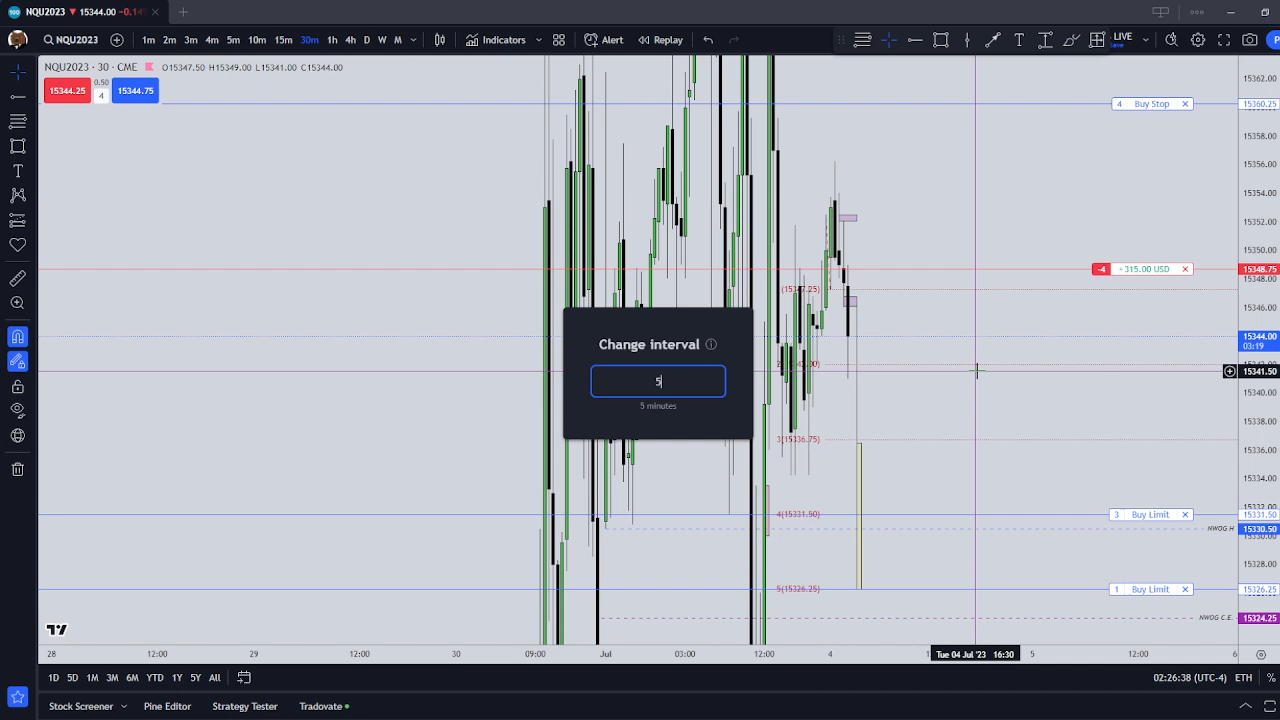 NQU2023 ▼ 15344.00 −0.14
NQU2023 1m 2m 3m 4m 5m 10m 15m 30m 1h 4h D W M Indicators Alert Replay LIVE
Save
NQU2023 · 30 · CME O15347.50 H15349.00 L15341.00 C15344.00
15344.25 0.50 15344.75
4
15362.00
4 Buy Stop 15360.25
15358.00
15356.00
15354.00
15352.00
15350.00
-4 +315.00 USD 15348.75
15348.00
15346.00
Change interval
15344.00
03:19
5
5 minutes
15341.50
15340.00
15338.00
3(15336.75)
15336.00
15334.00
4(15331.50) 3 Buy Limit 15331.50
NWOG H 15330.50
15328.00
5(15326.25) 1 Buy Limit 15326.25
NWOG C.E. 15324.25
28 12:00 29 12:00 30 09:00 Jul 03:00 12:00 4 Tue 04 Jul '23 16:30 5 12:00 6
1D 5D 1M 3M 6M YTD 1Y 5Y All 02:26:38 (UTC-4) ETH %
Stock Screener Pine Editor Strategy Tester Tradovate